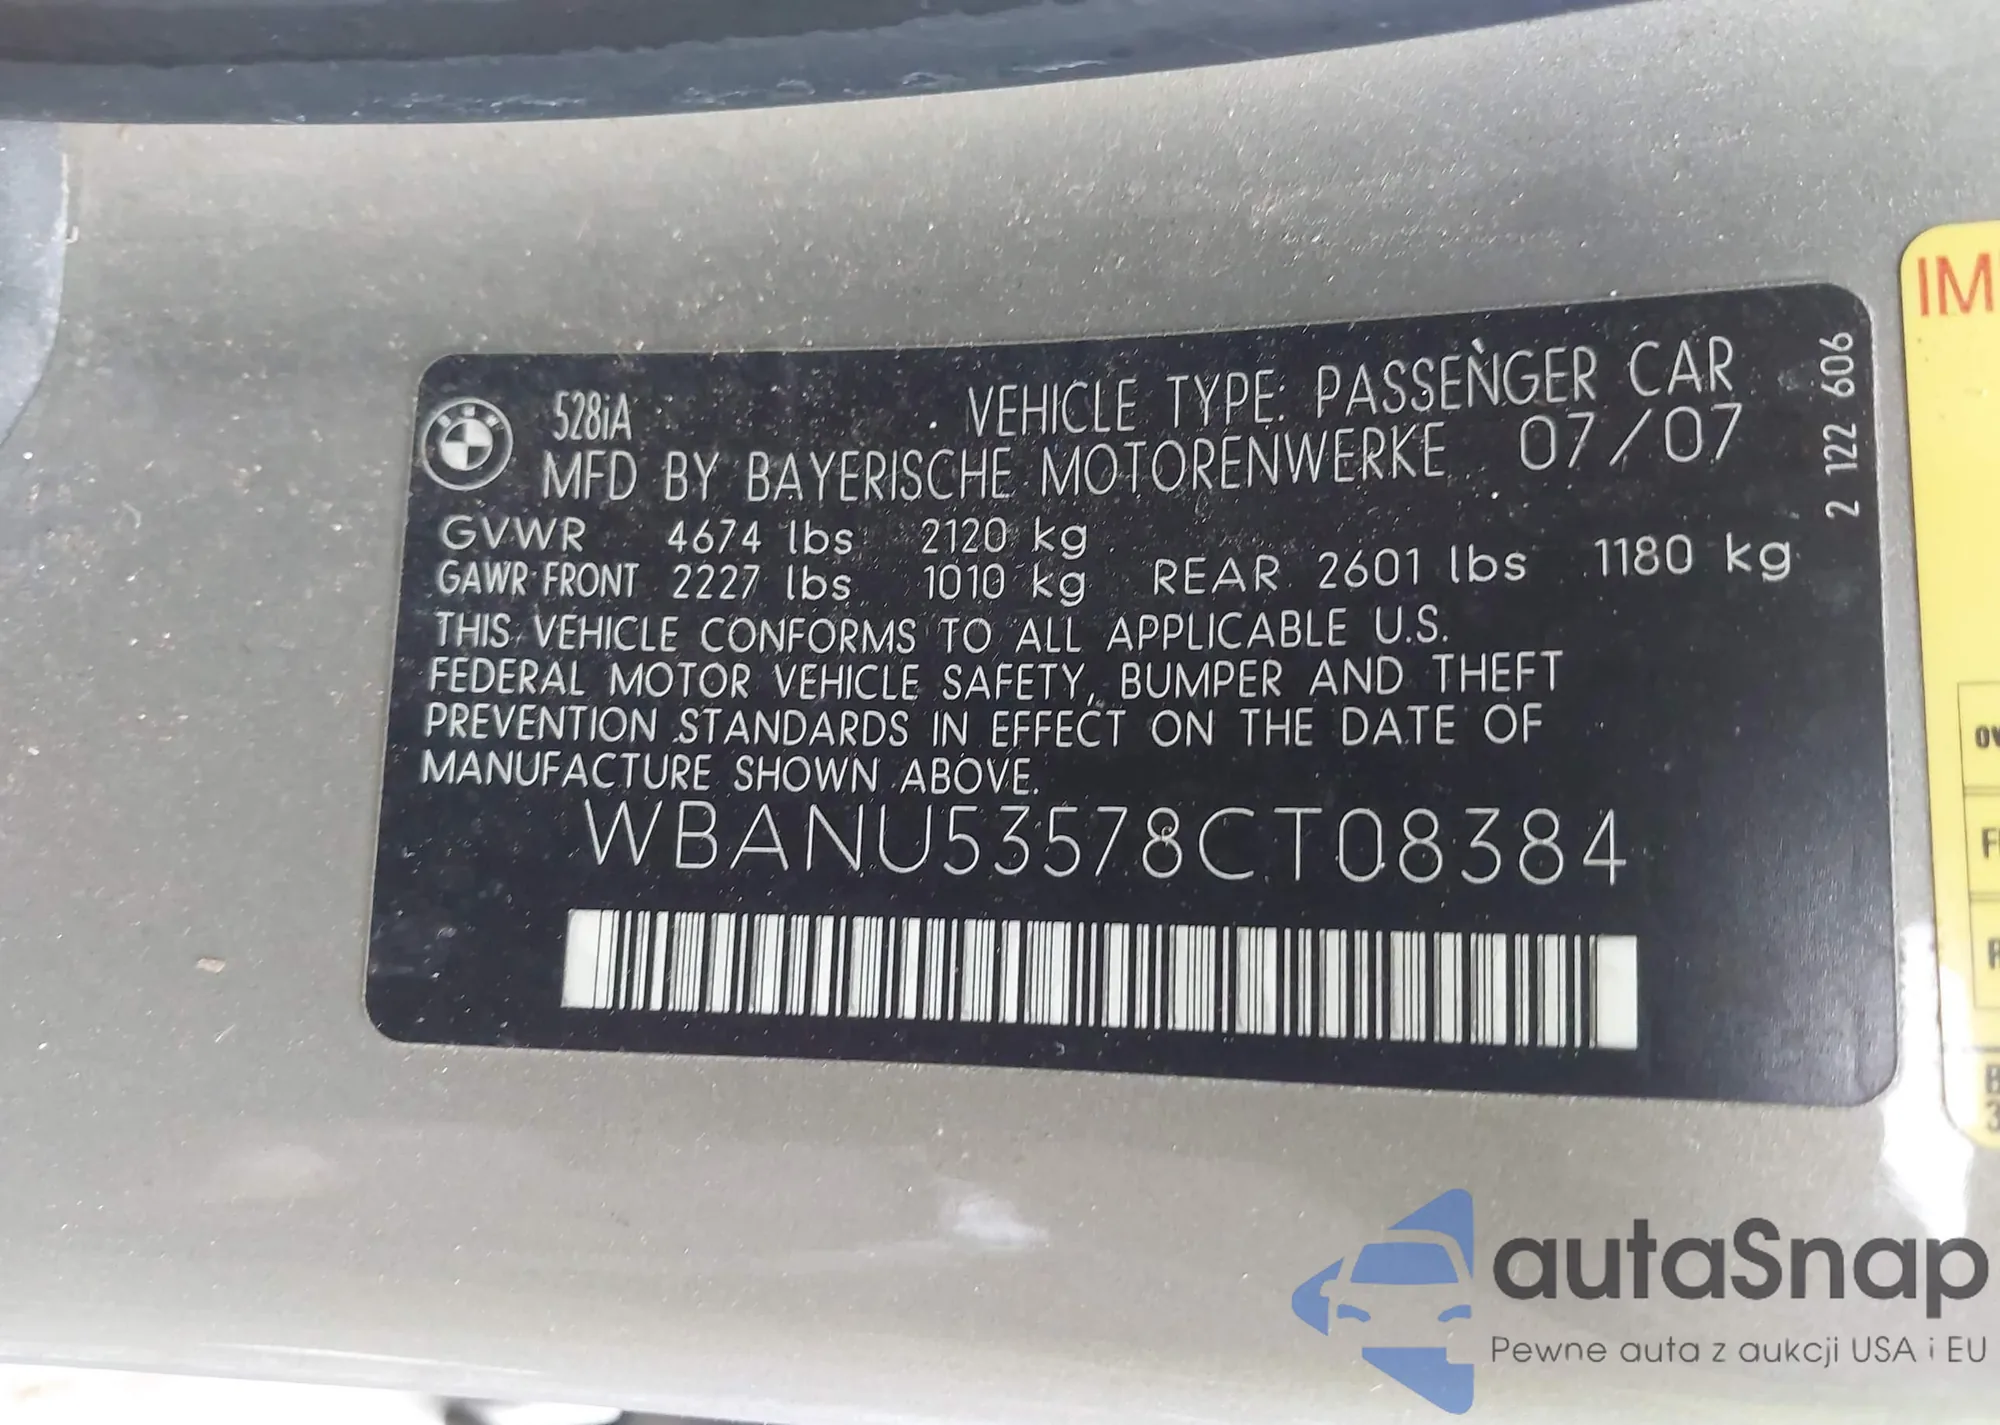 528iA VEHICLE TYPE: PASSENGER CAR
MFD BY BAYERISCHE MOTORENWERKE 07/07
GVWR 4674 lbs 2120 kg
GAWR FRONT 2227 lbs 1010 kg REAR 2601 lbs 1180 kg
THIS VEHICLE CONFORMS TO ALL APPLICABLE U.S.
FEDERAL MOTOR VEHICLE SAFETY, BUMPER AND THEFT
PREVENTION STANDARDS IN EFFECT ON THE DATE OF
MANUFACTURE SHOWN ABOVE.
WBANU53578CT08384
2 122 606
autaSnap
Pewne auta z aukcji USA i EU